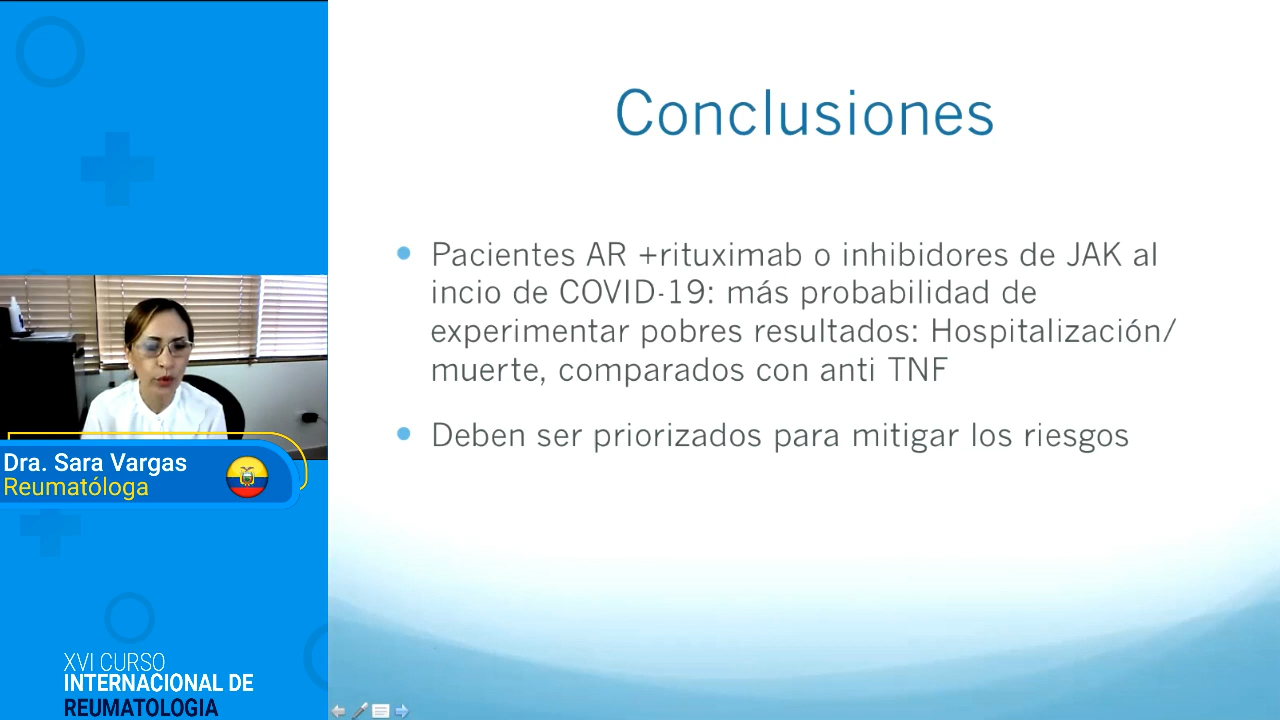 Conclusiones
Pacientes AR +rituximab o inhibidores de JAK al
incio de COVID-19: más probabilidad de
experimentar pobres resultados: Hospitalización/
muerte, comparados con anti TNF
Deben ser priorizados para mitigar los riesgos
Dra. Sara Vargas
Reumatóloga
XVI CURSO
INTERNACIONAL DE
REUMATOLOGIA